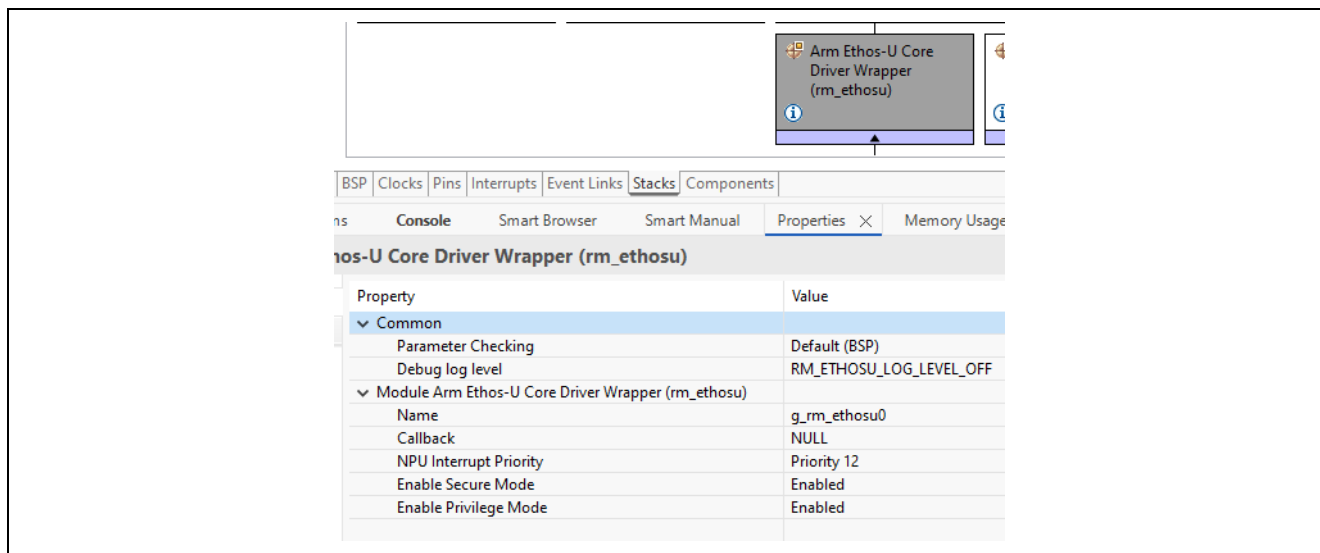 Arm Ethos-U Core
Driver Wrapper
(rm_ethosu)
BSP Clocks Pins Interrupts Event Links Stacks Components
ns Console Smart Browser Smart Manual Properties Memory Usage
nos-U Core Driver Wrapper (rm_ethosu)
Property Value
Common
Parameter Checking Default (BSP)
Debug log level RM_ETHOSU_LOG_LEVEL_OFF
Module Arm Ethos-U Core Driver Wrapper (rm_ethosu)
Name g_rm_ethosu0
Callback NULL
NPU Interrupt Priority Priority 12
Enable Secure Mode Enabled
Enable Privilege Mode Enabled